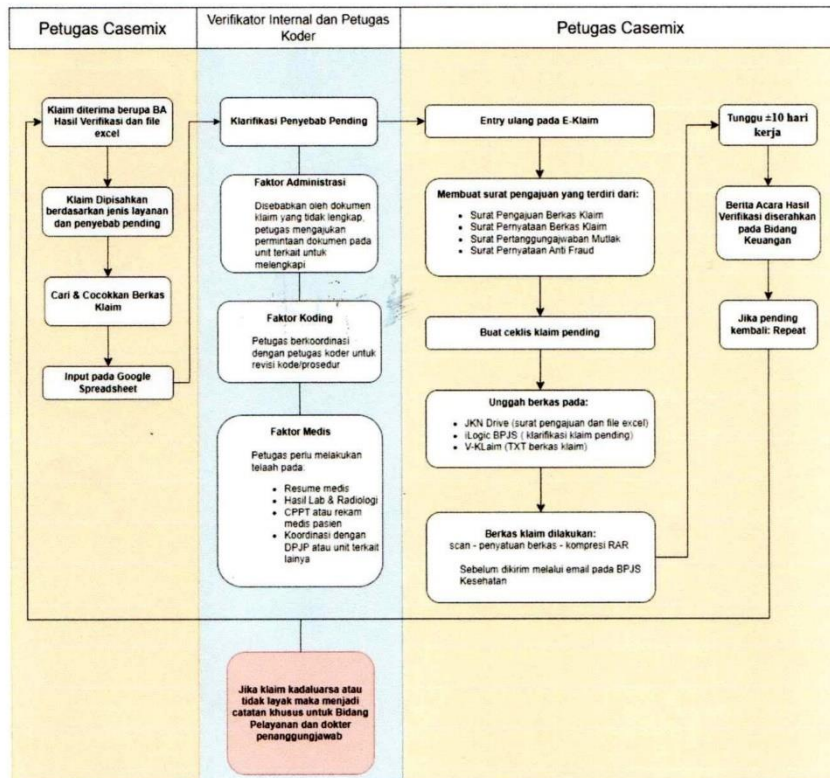 Petugas Casemix
Verifikator Internal dan Petugas
Koder
Petugas Casemix
Klaim diterima berupa BA
Hasil Verifikasi dan file
excel
Klaim Dipisahkan
berdasarkan jenis layanan
dan penyebab pending
Cari & Cocokkan Berkas
Klaim
Input pada Google
Spreadsheet
Klarifikasi Penyebab Pending
Faktor Administrasi
Disebabkan oleh dokumen
klaim yang tidak lengkap,
petugas mengajukan
permintaan dokumen pada
unit terkait untuk
melengkapi
Faktor Koding
Petugas berkoordinasi
dengan petugas koder untuk
revisi kode/prosedur
Faktor Medis
Petugas perlu melakukan
telaah pada:
• Resume medis
• Hasil Lab & Radiologi
• CPPT atau rekam
medis pasien
• Koordinasi dengan
DPJP atau unit terkait
lainya
Entry ulang pada E-Klaim
Membuat surat pengajuan yang terdiri dari:
• Surat Pengajuan Berkas Klaim
• Surat Pernyataan Berkas Klaim
• Surat Pertanggungajwaban Mutlak
• Surat Pernyataan Anti Fraud
Buat ceklis klaim pending
Unggah berkas pada:
• JKN Drive (surat pengajuan dan file excel)
• iLogic BPJS ( klarifikasi klaim pending)
• V-KLaim (TXT berkas klaim)
Berkas klaim dilakukan:
scan - penyatuan berkas - kompresi RAR
Sebelum dikirim melalui email pada BPJS
Kesehatan
Tunggu ±10 hari
kerja
Berita Acara Hasil
Verifikasi diserahkan
pada Bidang
Keuangan
Jika pending
kembali: Repeat
Jika klaim kadaluarsa atau
tidak layak maka menjadi
catatan khusus untuk Bidang
Pelayanan dan dokter
penanggungjawab